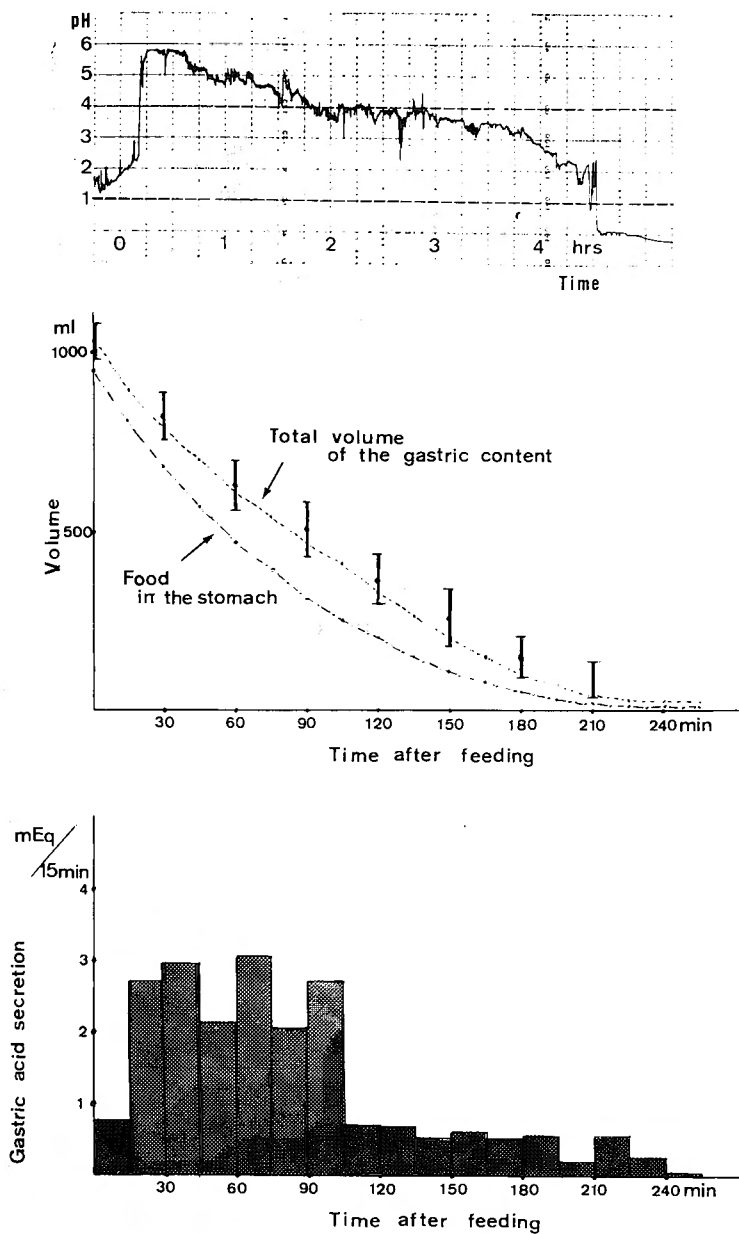 pH
6
5
4
3
2
1
0 1 2 3 4 hrs
Time
ml
1000
500
Volume
Total volume
of the gastric content
Food
in the stomach
30 60 90 120 150 180 210 240 min
Time after feeding
mEq
15min
4
3
2
1
Gastric acid secretion
30 60 90 120 150 180 210 240 min
Time after feeding